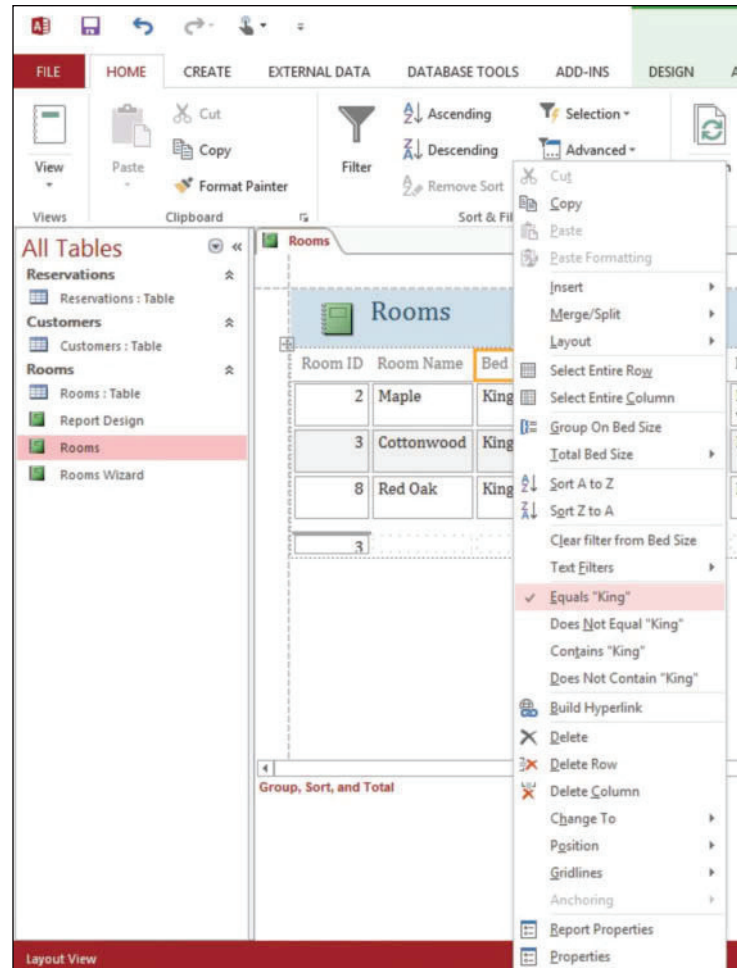 FILE HOME CREATE EXTERNAL DATA DATABASE TOOLS ADD-INS DESIGN A
View
Views
Paste
Cut
Copy
Format Painter
Clipboard
Filter
Ascending
Descending
Remove Sort
Selection
Advanced
Sort & Fil
All Tables
Reservations
Reservations : Table
Customers
Customers : Table
Rooms
Rooms : Table
Report Design
Rooms
Rooms Wizard
Rooms
Rooms
Room ID Room Name Bed
2 Maple King
3 Cottonwood King
8 Red Oak King
3
Group, Sort, and Total
Cut
Copy
Paste
Paste Formatting
Insert
Merge/Split
Layout
Select Entire Row
Select Entire Column
Group On Bed Size
Total Bed Size
Sort A to Z
Sort Z to A
Clear filter from Bed Size
Text Filters
Equals "King"
Does Not Equal "King"
Contains "King"
Does Not Contain "King"
Build Hyperlink
Delete
Delete Row
Delete Column
Change To
Position
Gridlines
Anchoring
Report Properties
Properties
Layout View